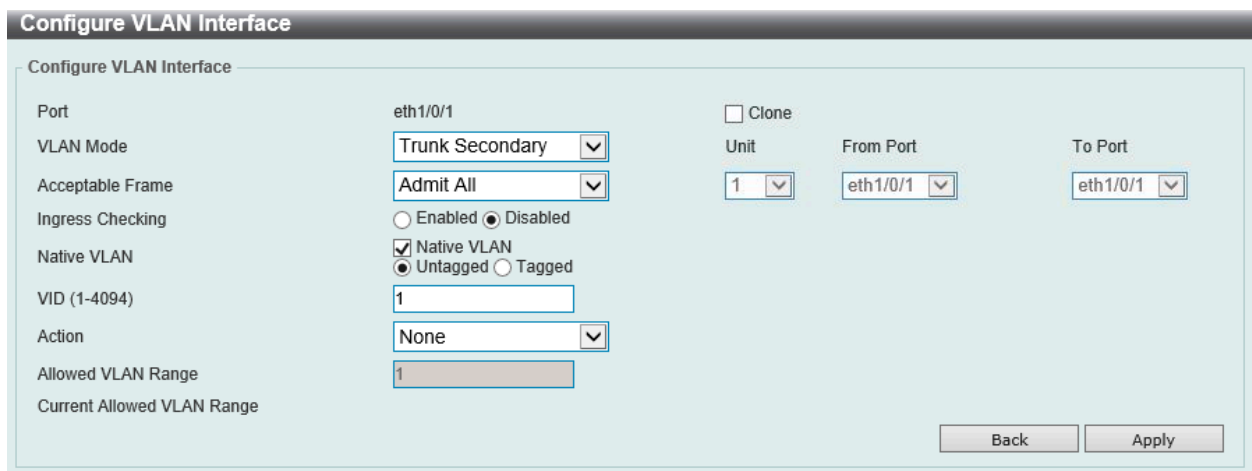 Configure VLAN Interface
Configure VLAN Interface
Port eth1/0/1 Clone
VLAN Mode Trunk Secondary Unit From Port To Port
Acceptable Frame Admit All 1 eth1/0/1 eth1/0/1
Ingress Checking Enabled Disabled
Native VLAN Native VLAN
Untagged Tagged
VID (1-4094) 1
Action None
Allowed VLAN Range 1
Current Allowed VLAN Range
Back Apply